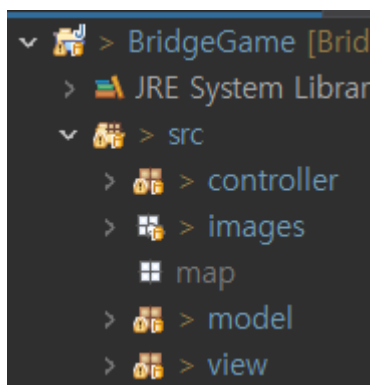 > BridgeGame [Brid
JRE System Librar
> src
> controller
> images
map
> model
> view